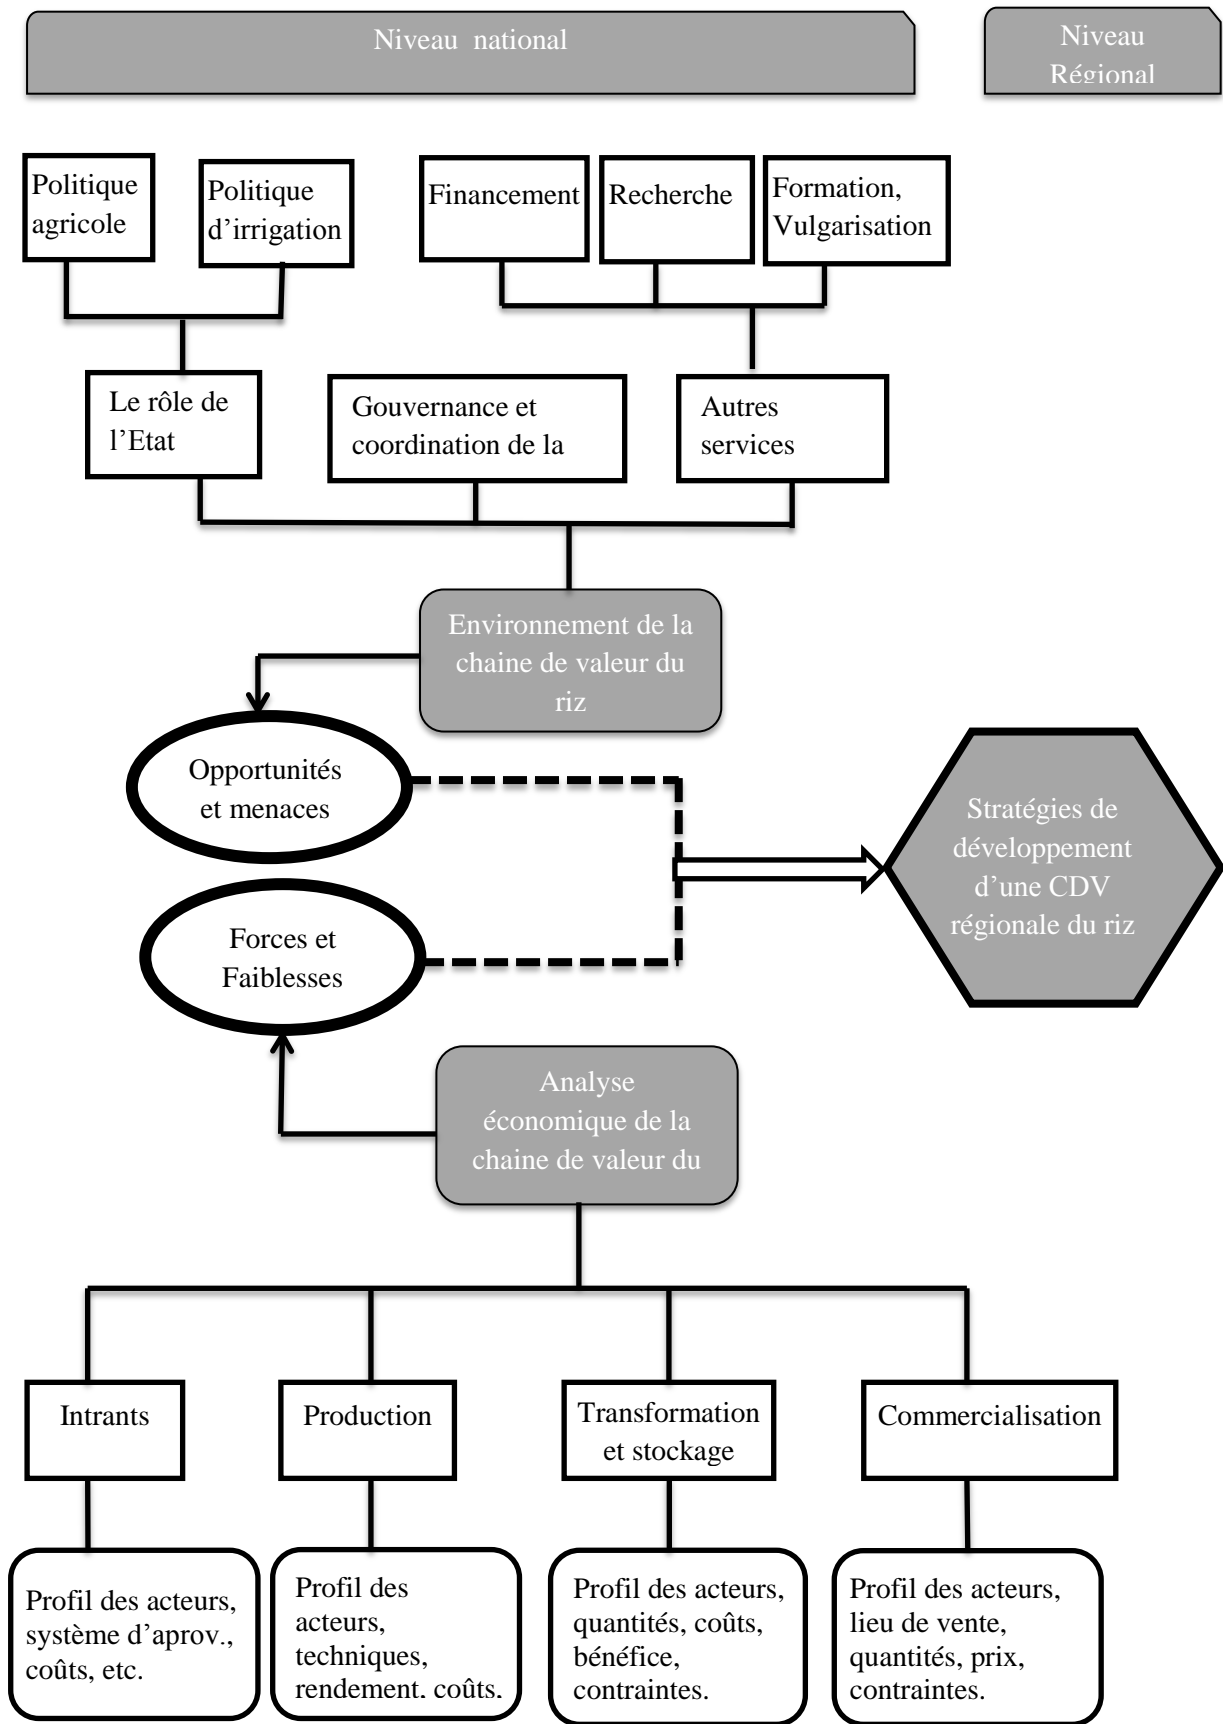 Niveau national
Niveau
Régional
Politique
agricole
Politique
d’irrigation
Financement
Recherche
Formation,
Vulgarisation
Le rôle de
l’Etat
Gouvernance et
coordination de la
Autres
services
Environnement de la
chaine de valeur du
riz
Opportunités
et menaces
Stratégies de
développement
d’une CDV
régionale du riz
Forces et
Faiblesses
Analyse
économique de la
chaine de valeur du
Intrants
Production
Transformation
et stockage
Commercialisation
Profil des acteurs,
système d’aprov.,
coûts, etc.
Profil des
acteurs,
techniques,
rendement, coûts,
Profil des acteurs,
quantités, coûts,
bénéfice,
contraintes.
Profil des acteurs,
lieu de vente,
quantités, prix,
contraintes.